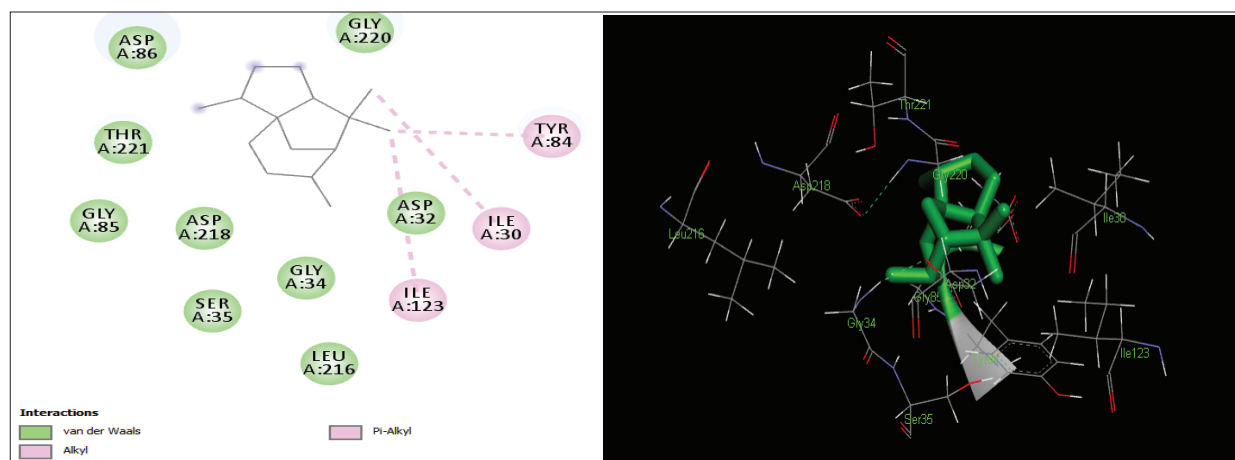 ASP
A:86
GLY
A:220
THR
A:221
TYR
A:84
GLY
A:85
ASP
A:218
ASP
A:32
ILE
A:30
GLY
A:34
SER
A:35
ILE
A:123
LEU
A:216
Interactions
van der Waals
Alkyl
Pi-Alkyl
Thr221
Gly220
Asp218
Leu216
Ile30
Asp32
Gly85
Gly34
Ile123
Ser35